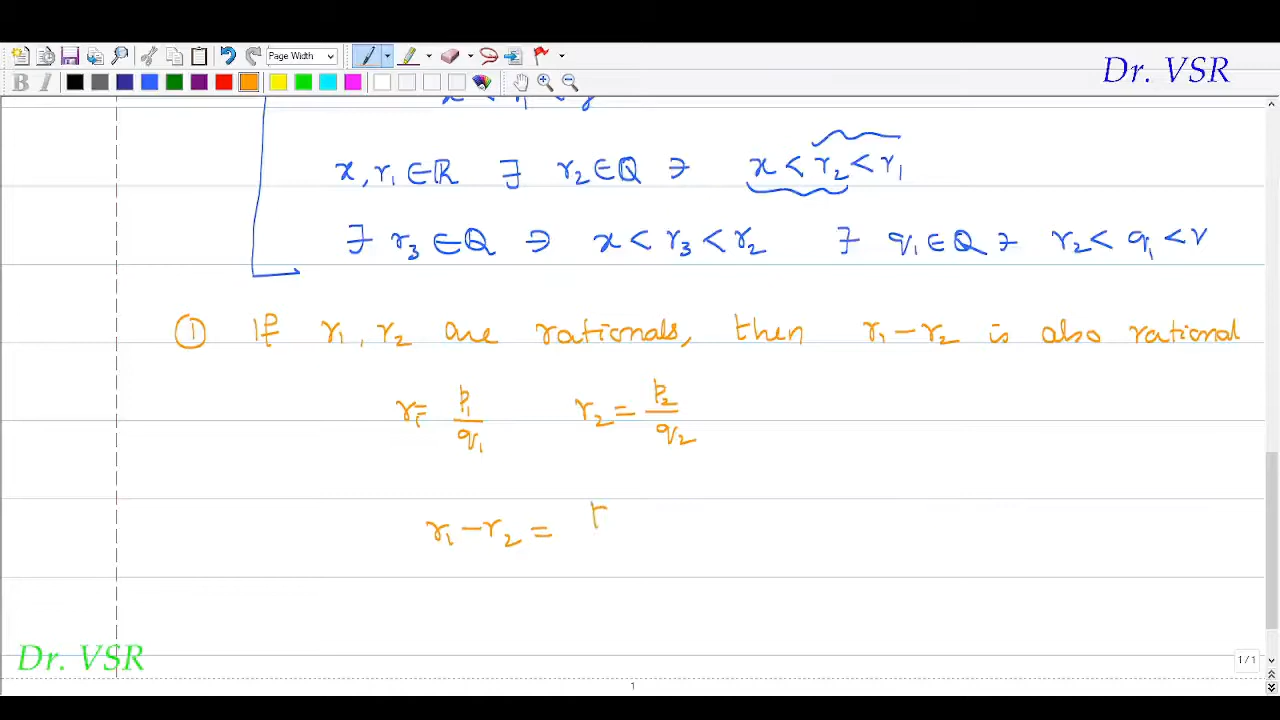 Page Width
Dr. VSR
x, r₁ ∈ ℝ ∃ r₂ ∈ ℚ ∋ x < r₂ < r₁
∃ r₃ ∈ ℚ ∋ x < r₃ < r₂ ∃ q₁ ∈ ℚ ∋ r₂ < q₁ < r
① If r₁, r₂ are rationals, then r₁ - r₂ is also rational
r₁ = p₁/q₁ r₂ = p₂/q₂
r₁ - r₂ =
Dr. VSR
1 / 1
1